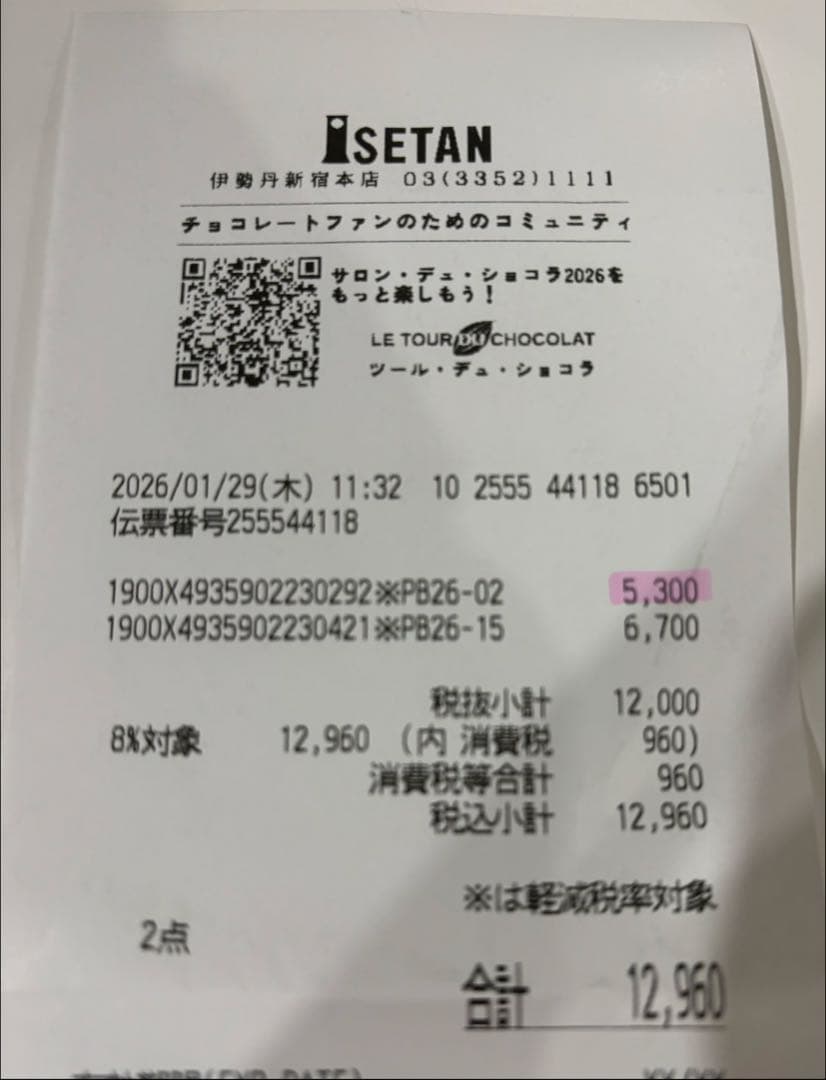 ISETAN
伊勢丹新宿本店 03(3352)1111
チョコレートファンのためのコミュニティ
サロン・デュ・ショコラ2026を
もっと楽しもう!
LE TOUR DU CHOCOLAT
ツール・デュ・ショコラ
2026/01/29(木) 11:32 10 2555 44118 6501
伝票番号255544118
1900X4935902230292※PB26-02 5,300
1900X4935902230421※PB26-15 6,700
税抜小計 12,000
8%対象 12,960 (内 消費税 960)
消費税等合計 960
税込小計 12,960
※は軽減税率対象
2点
合計 12,960